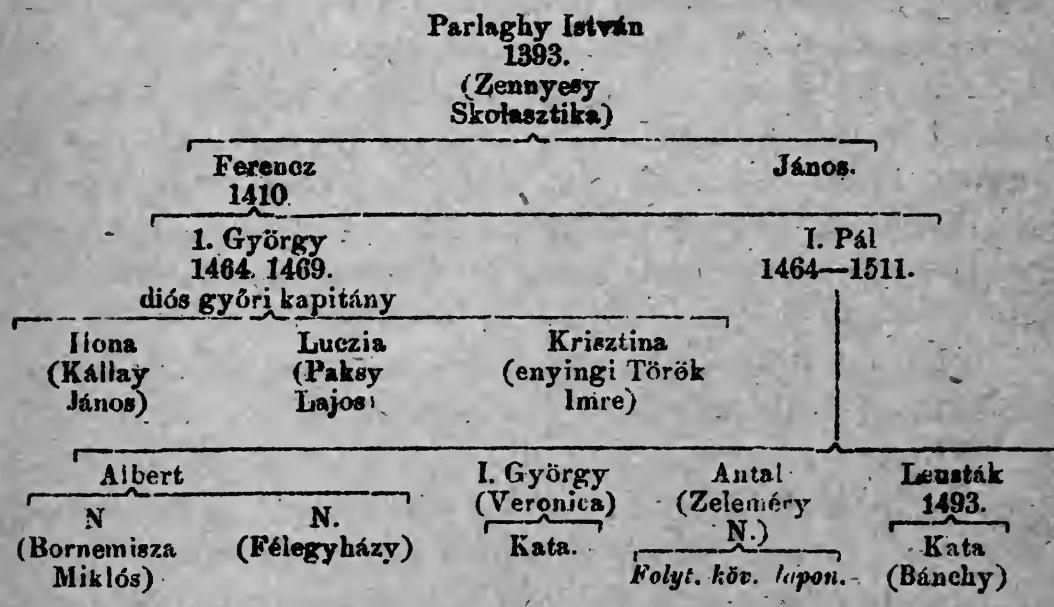 Parlaghy István
1393.
(Zennyesy
Skolasztika)
Ferencz
1410.
János.
1. György
1464. 1469.
diós győri kapitány
I. Pál
1464—1511.
Ilona
(Kállay
János)
Luczia
(Paksy
Lajos)
Krisztina
(enyingi Török
Imre)
Albert
N
(Bornemisza
Miklós)
N.
(Félegyházy)
I. György
(Veronica)
Kata.
Antal
(Zeleméry
N.)
Folyt. köv. lapon.
Leusták
1493.
Kata
(Bánchy)